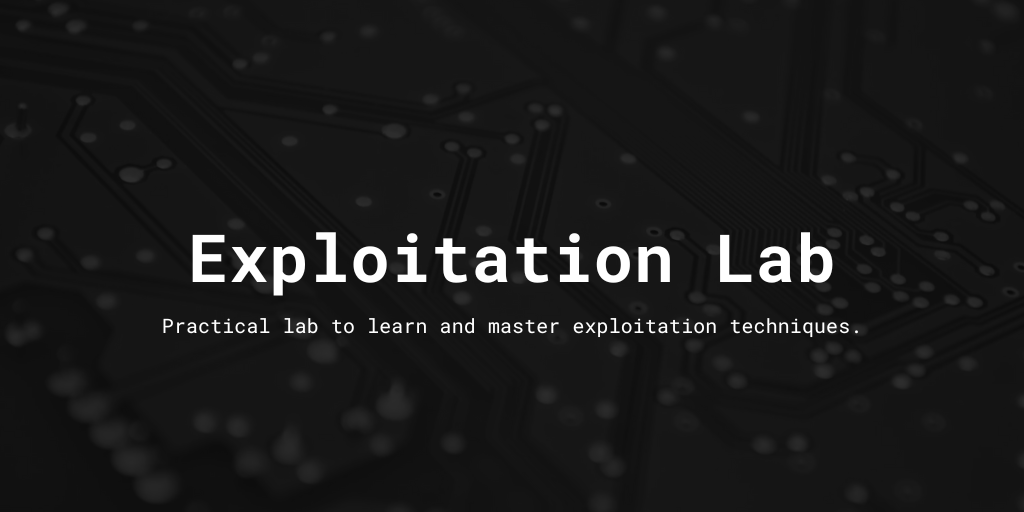 Exploitation Lab
Practical lab to learn and master exploitation techniques.